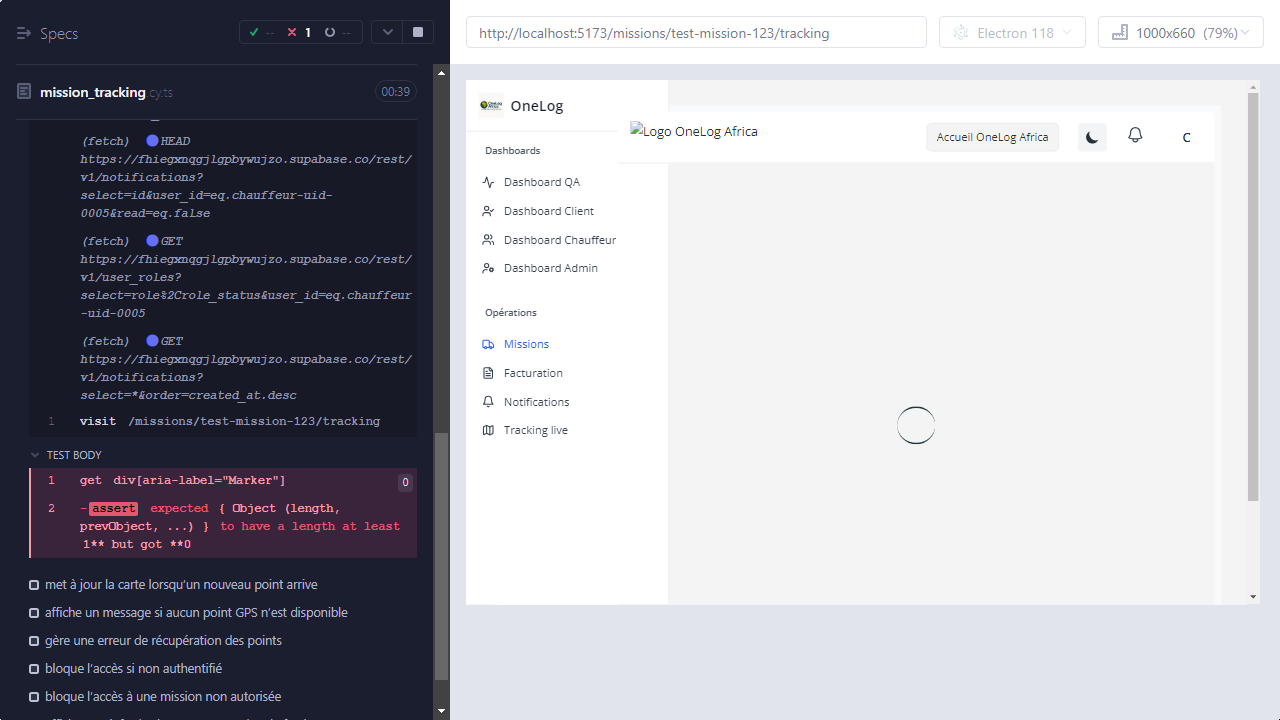 Specs
-- 1 --
mission_tracking.cy.ts
00:39
(fetch) HEAD
https://fhiegxnqgjlgpbywujzo.supabase.co/rest/
v1/notifications?
select=id&user_id=eq.chauffeur-uid-
0005&read=eq.false
(fetch) GET
https://fhiegxnqgjlgpbywujzo.supabase.co/rest/
v1/user_roles?
select=role%2Crole_status&user_id=eq.chauffeur
-uid-0005
(fetch) GET
https://fhiegxnqgjlgpbywujzo.supabase.co/rest/
v1/notifications?
select=*&order=created_at.desc
1 visit /missions/test-mission-123/tracking
TEST BODY
1 get div[aria-label="Marker"] 0
2 -assert expected { Object (length,
prevObject, ...) } to have a length at least
1** but got **0
met à jour la carte lorsqu'un nouveau point arrive
affiche un message si aucun point GPS n'est disponible
gère une erreur de récupération des points
bloque l'accès si non authentifié
bloque l'accès à une mission non autorisée
http://localhost:5173/missions/test-mission-123/tracking
Electron 118
1000x660 (79%)
OneLog
Dashboards
Dashboard QA
Dashboard Client
Dashboard Chauffeur
Dashboard Admin
Opérations
Missions
Facturation
Notifications
Tracking live
Logo OneLog Africa
Accueil OneLog Africa
C